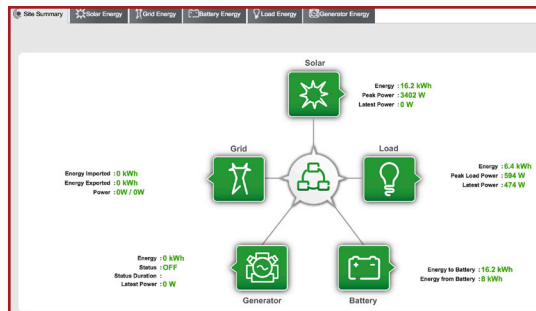 Site Summary
Solar Energy
Grid Energy
Battery Energy
Load Energy
Generator Energy
Solar
Energy : 16.2 kWh
Peak Power : 3402 W
Latest Power : 0 W
Grid
Energy Imported : 0 kWh
Energy Exported : 0 kWh
Power : 0W / 0W
Load
Energy : 6.4 kWh
Peak Load Power : 594 W
Latest Power : 474 W
Energy : 0 kWh
Status : OFF
Status Duration :
Latest Power : 0 W
Generator
Battery
Energy to Battery : 16.2 kWh
Energy from Battery : 8 kWh